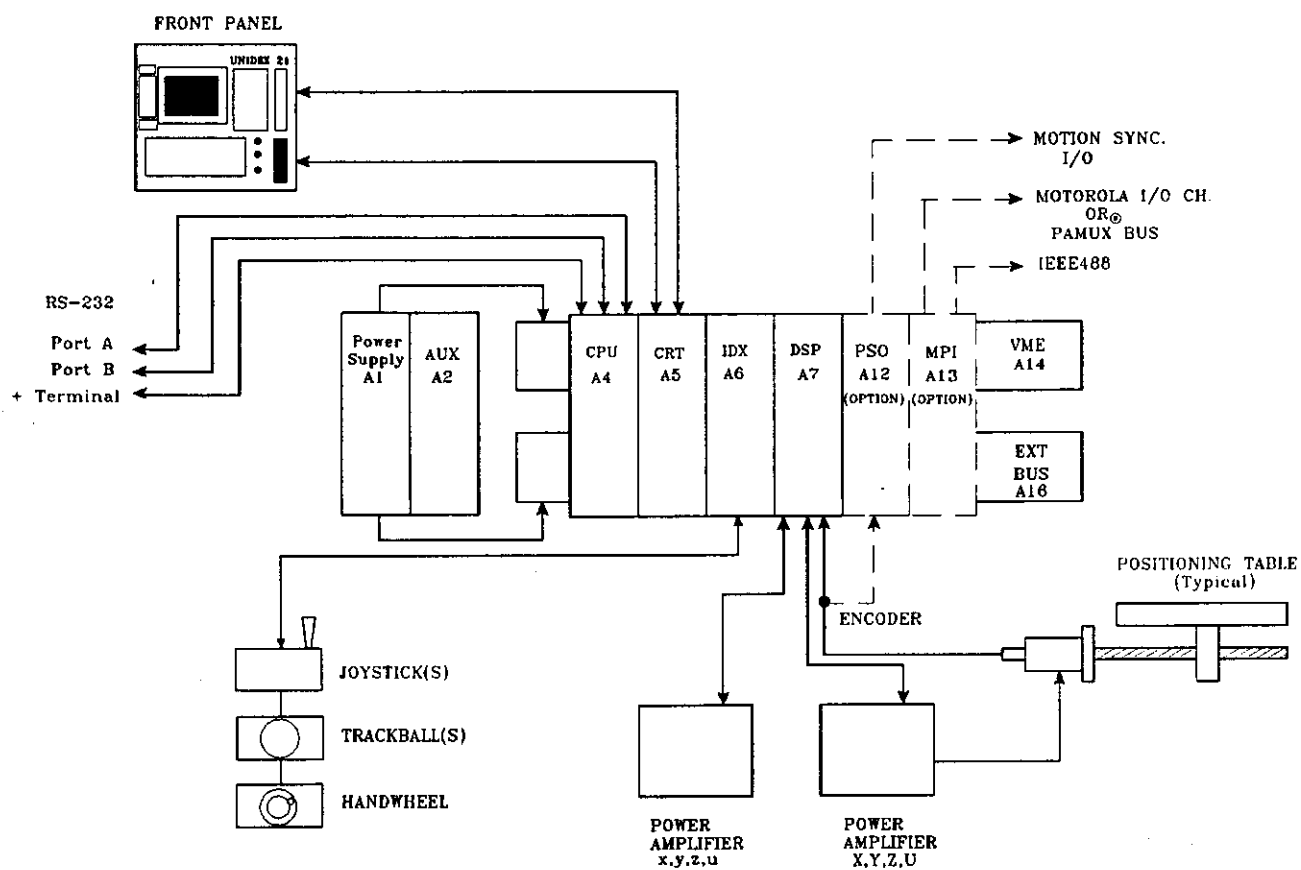 FRONT PANEL
UNIDEX 21
MOTION SYNC.
I/O
MOTOROLA I/O CH.
OR®
PAMUX BUS
IEEE488
RS-232
Port A
Port B
+ Terminal
Power
Supply
A1
AUX
A2
CPU
A4
CRT
A5
IDX
A6
DSP
A7
PSO
A12
(OPTION)
MPI
A13
(OPTION)
VME
A14
EXT
BUS
A16
POSITIONING TABLE
(Typical)
ENCODER
JOYSTICK(S)
TRACKBALL(S)
HANDWHEEL
POWER
AMPLIFIER
x,y,z,u
POWER
AMPLIFIER
X,Y,Z,U